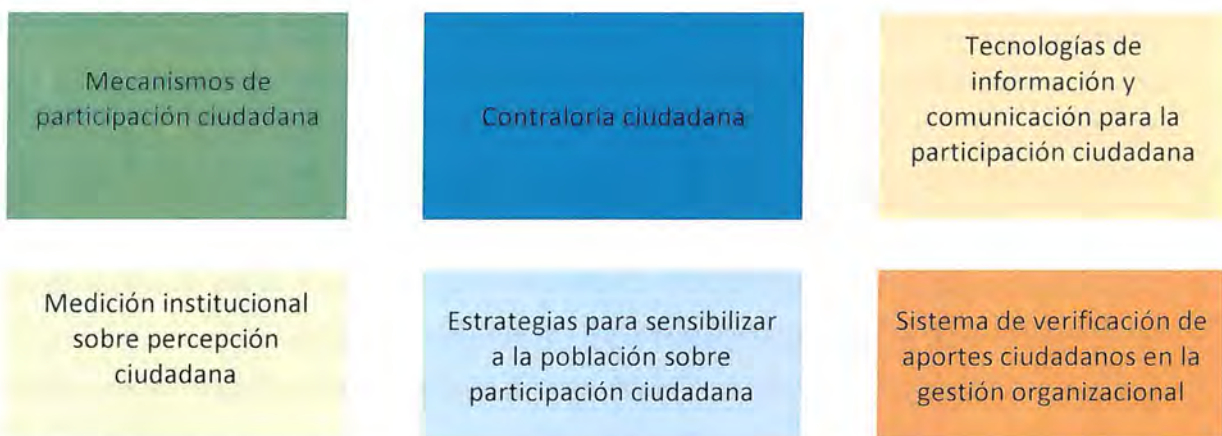 Mecanismos de
participación ciudadana
Contraloría ciudadana
Tecnologías de
información y
comunicación para la
participación ciudadana
Medición institucional
sobre percepción
ciudadana
Estrategias para sensibilizar
a la población sobre
participación ciudadana
Sistema de verificación de
aportes ciudadanos en la
gestión organizacional